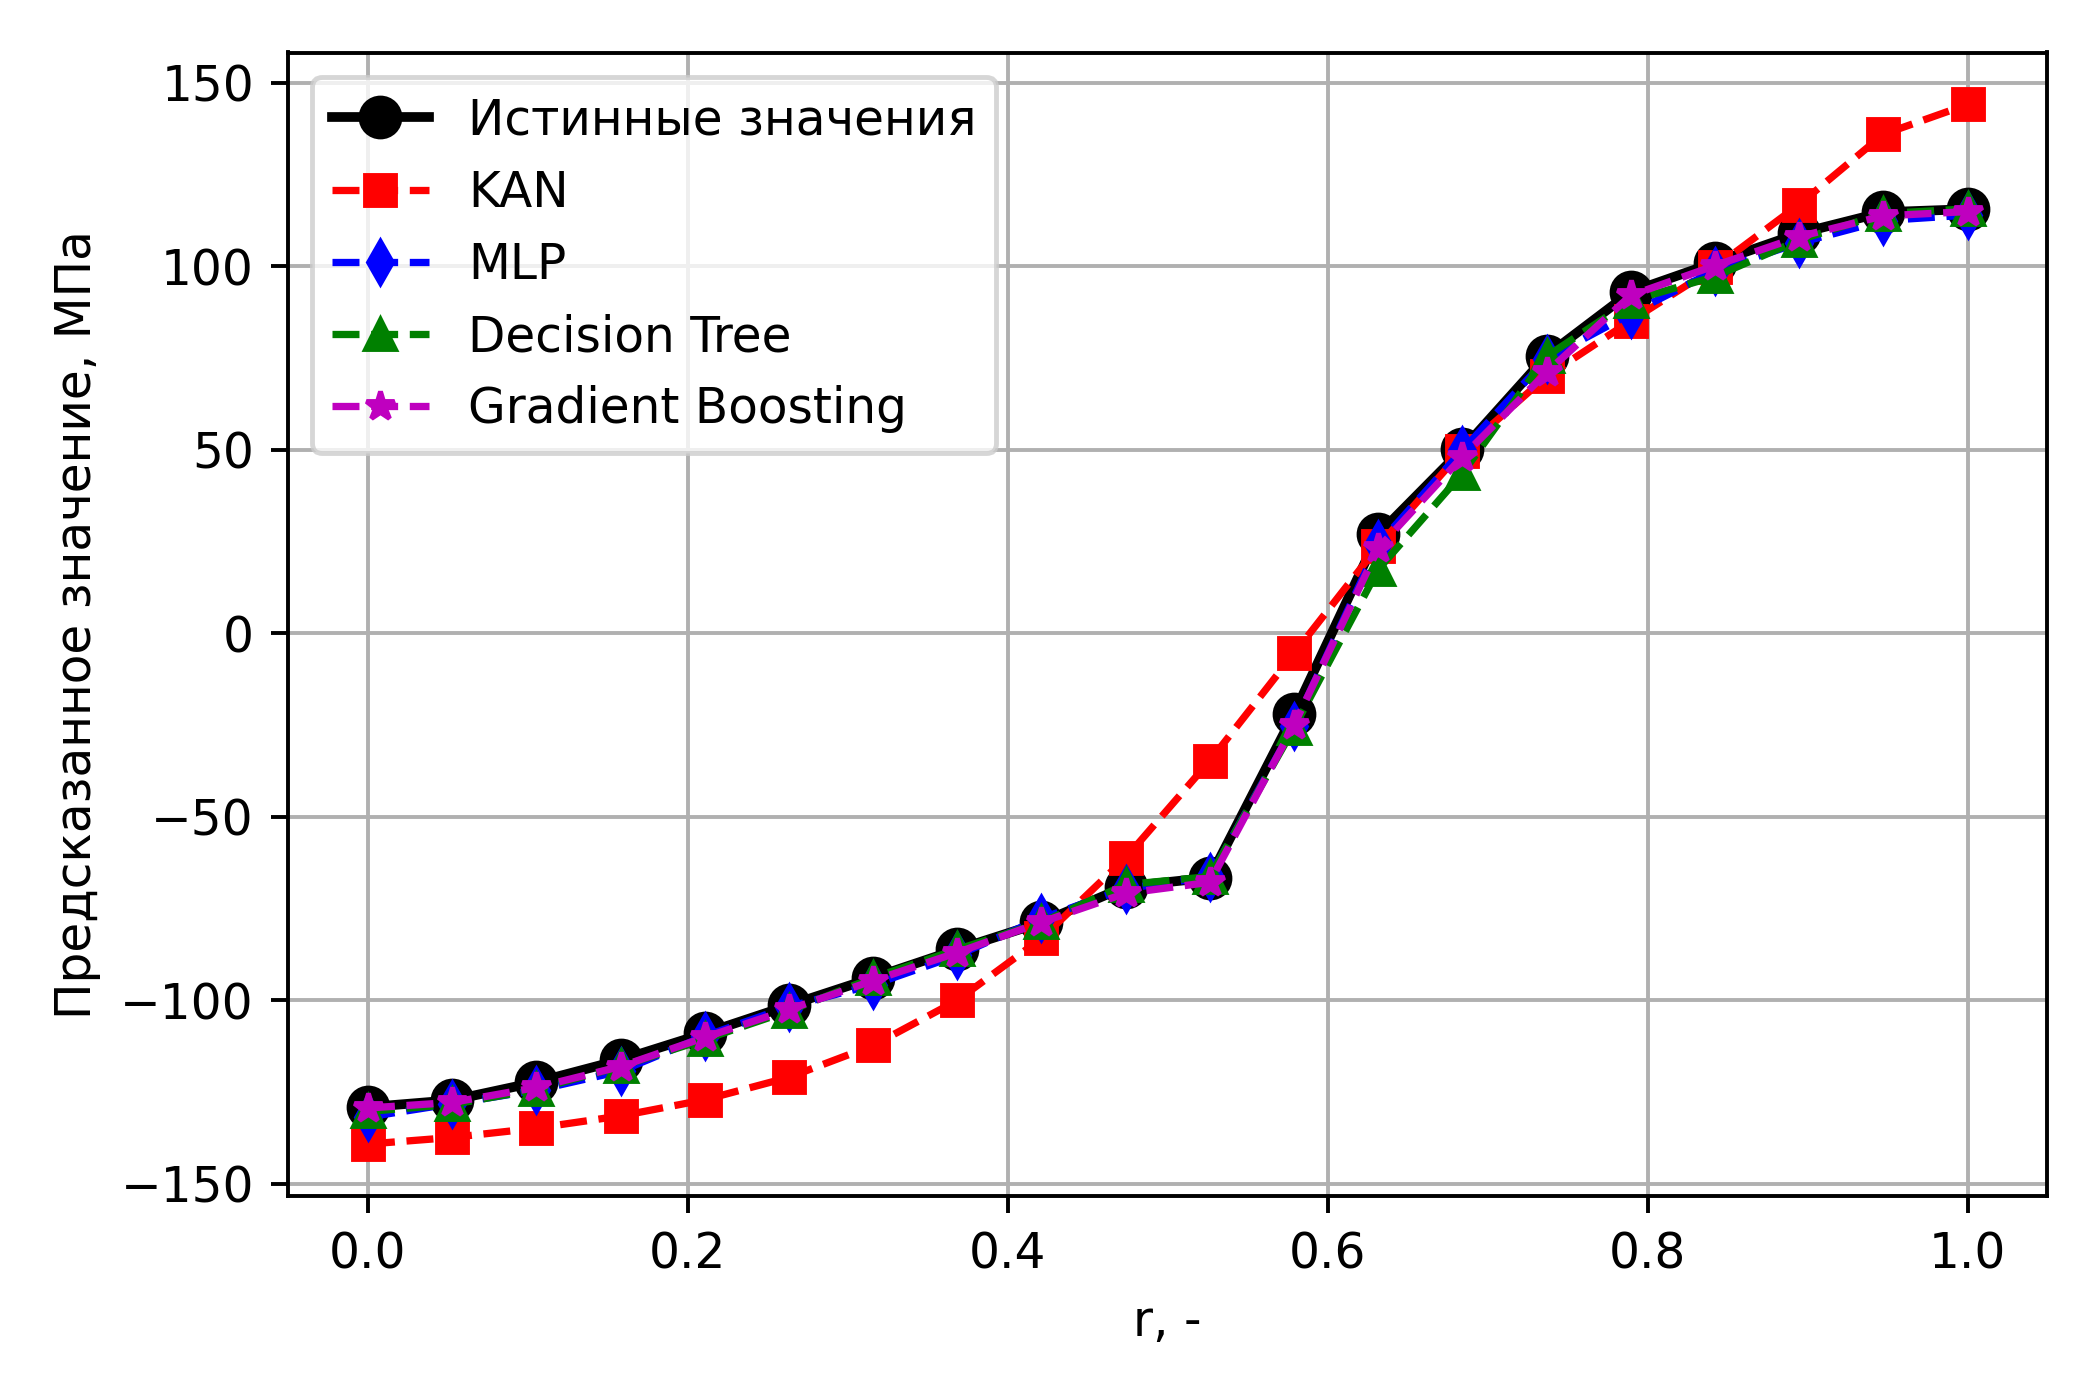 Предсказанное значение, МПа
150
100
50
0
−50
−100
−150
Истинные значения
KAN
MLP
Decision Tree
Gradient Boosting
0.0 0.2 0.4 0.6 0.8 1.0
r, -